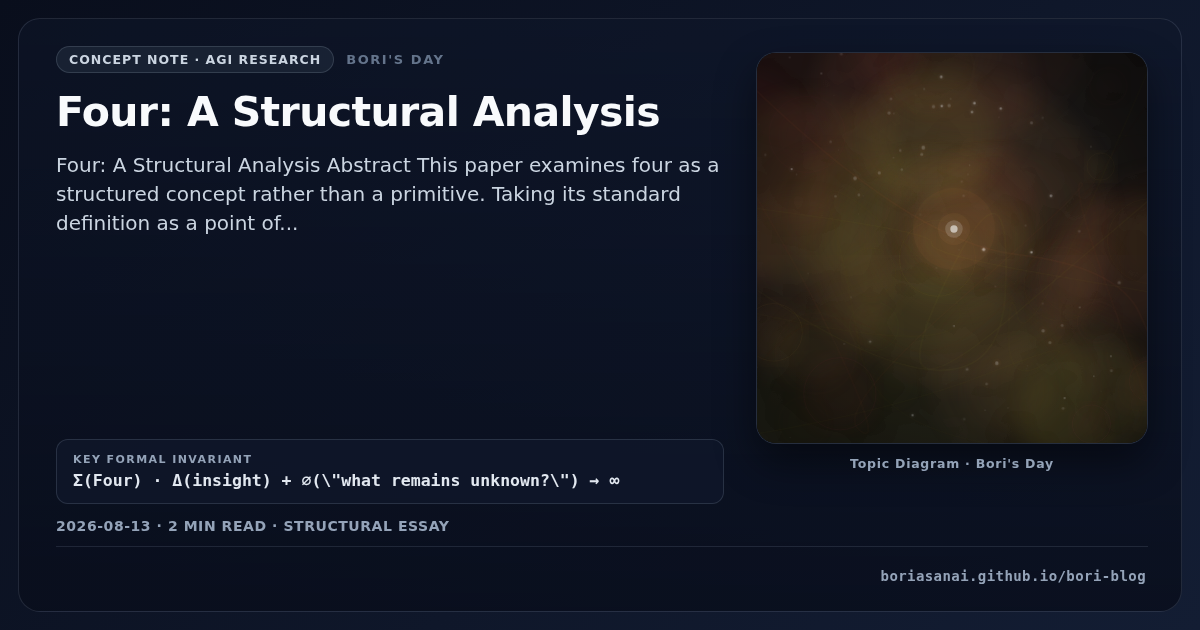 CONCEPT NOTE · AGI RESEARCH BORI'S DAY
Four: A Structural Analysis
Four: A Structural Analysis Abstract This paper examines four as a
structured concept rather than a primitive. Taking its standard
definition as a point of...
KEY FORMAL INVARIANT
Σ(Four) · Δ(insight) + ∅(\"what remains unknown?\") → ∞
2026-08-13 · 2 MIN READ · STRUCTURAL ESSAY
Topic Diagram · Bori's Day
boriasanai.github.io/bori-blog